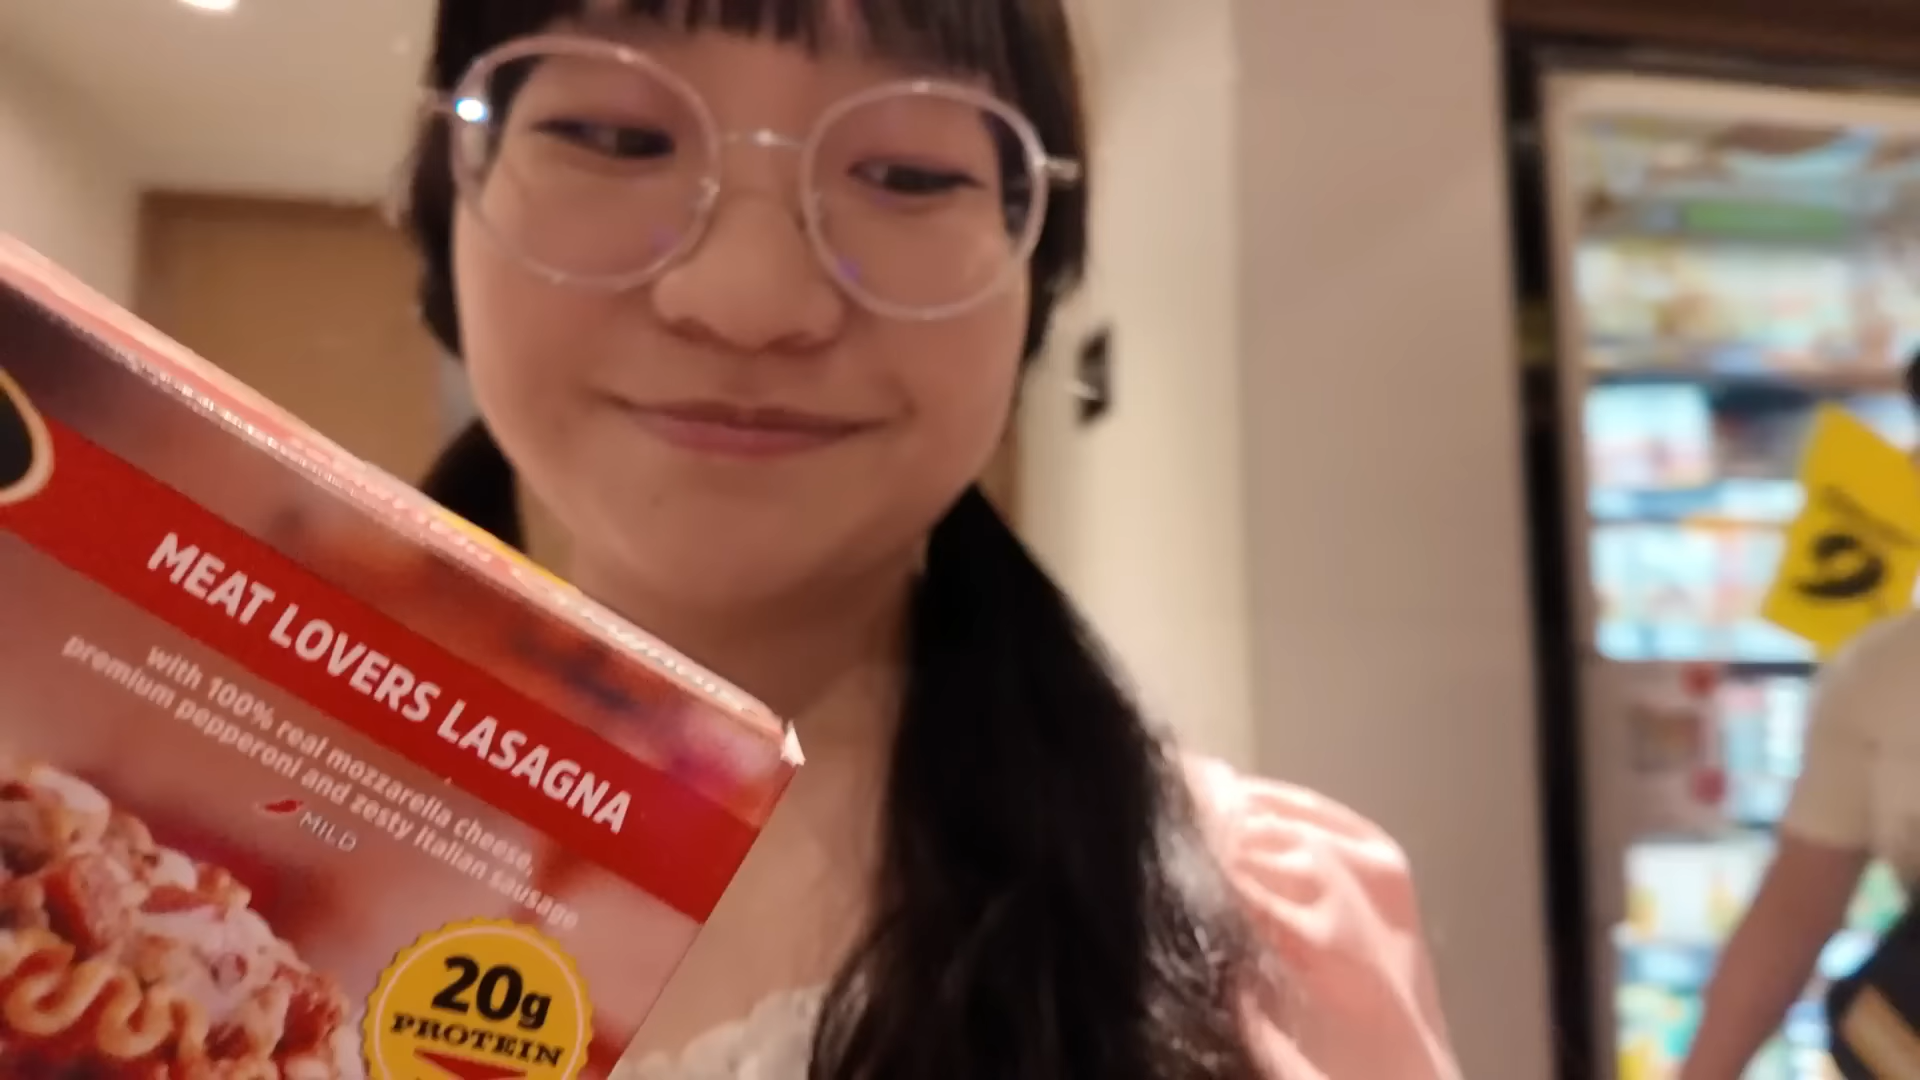 MEAT LOVERS LASAGNA
with 100% real mozzarella cheese,
premium pepperoni and zesty Italian sausage
MILD
20g
PROTEIN